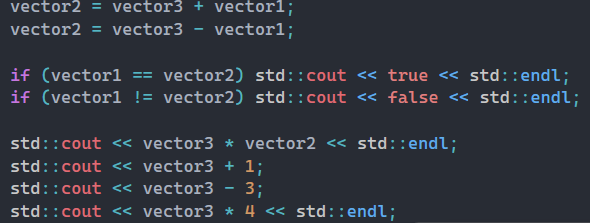 vector2 = vector3 + vector1;
vector2 = vector3 - vector1;
if (vector1 == vector2) std::cout << true << std::endl;
if (vector1 != vector2) std::cout << false << std::endl;
std::cout << vector3 * vector2 << std::endl;
std::cout << vector3 + 1;
std::cout << vector3 - 3;
std::cout << vector3 * 4 << std::endl;